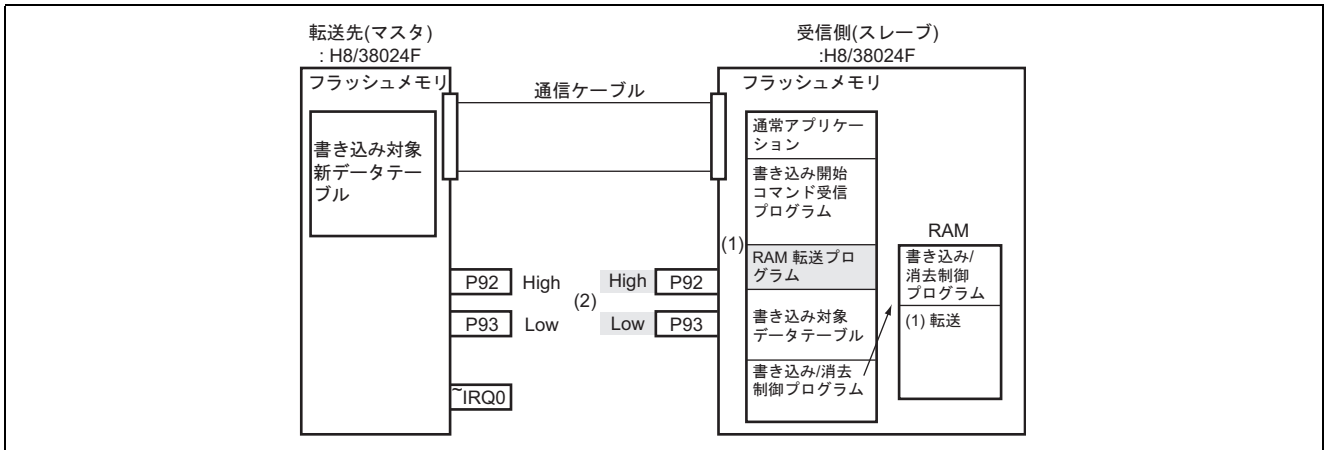 転送先(マスタ)
: H8/38024F
フラッシュメモリ
書き込み対象
新データテー
ブル
通信ケーブル
P92
High
P93
Low
~IRQ0
(2)
High
P92
Low
P93
受信側(スレーブ)
:H8/38024F
フラッシュメモリ
通常アプリケー
ション
書き込み開始
コマンド受信
プログラム
(1)
RAM 転送プロ
グラム
書き込み対象
データテーブル
書き込み/消去
制御プログラム
RAM
書き込み/
消去制御
プログラム
(1) 転送